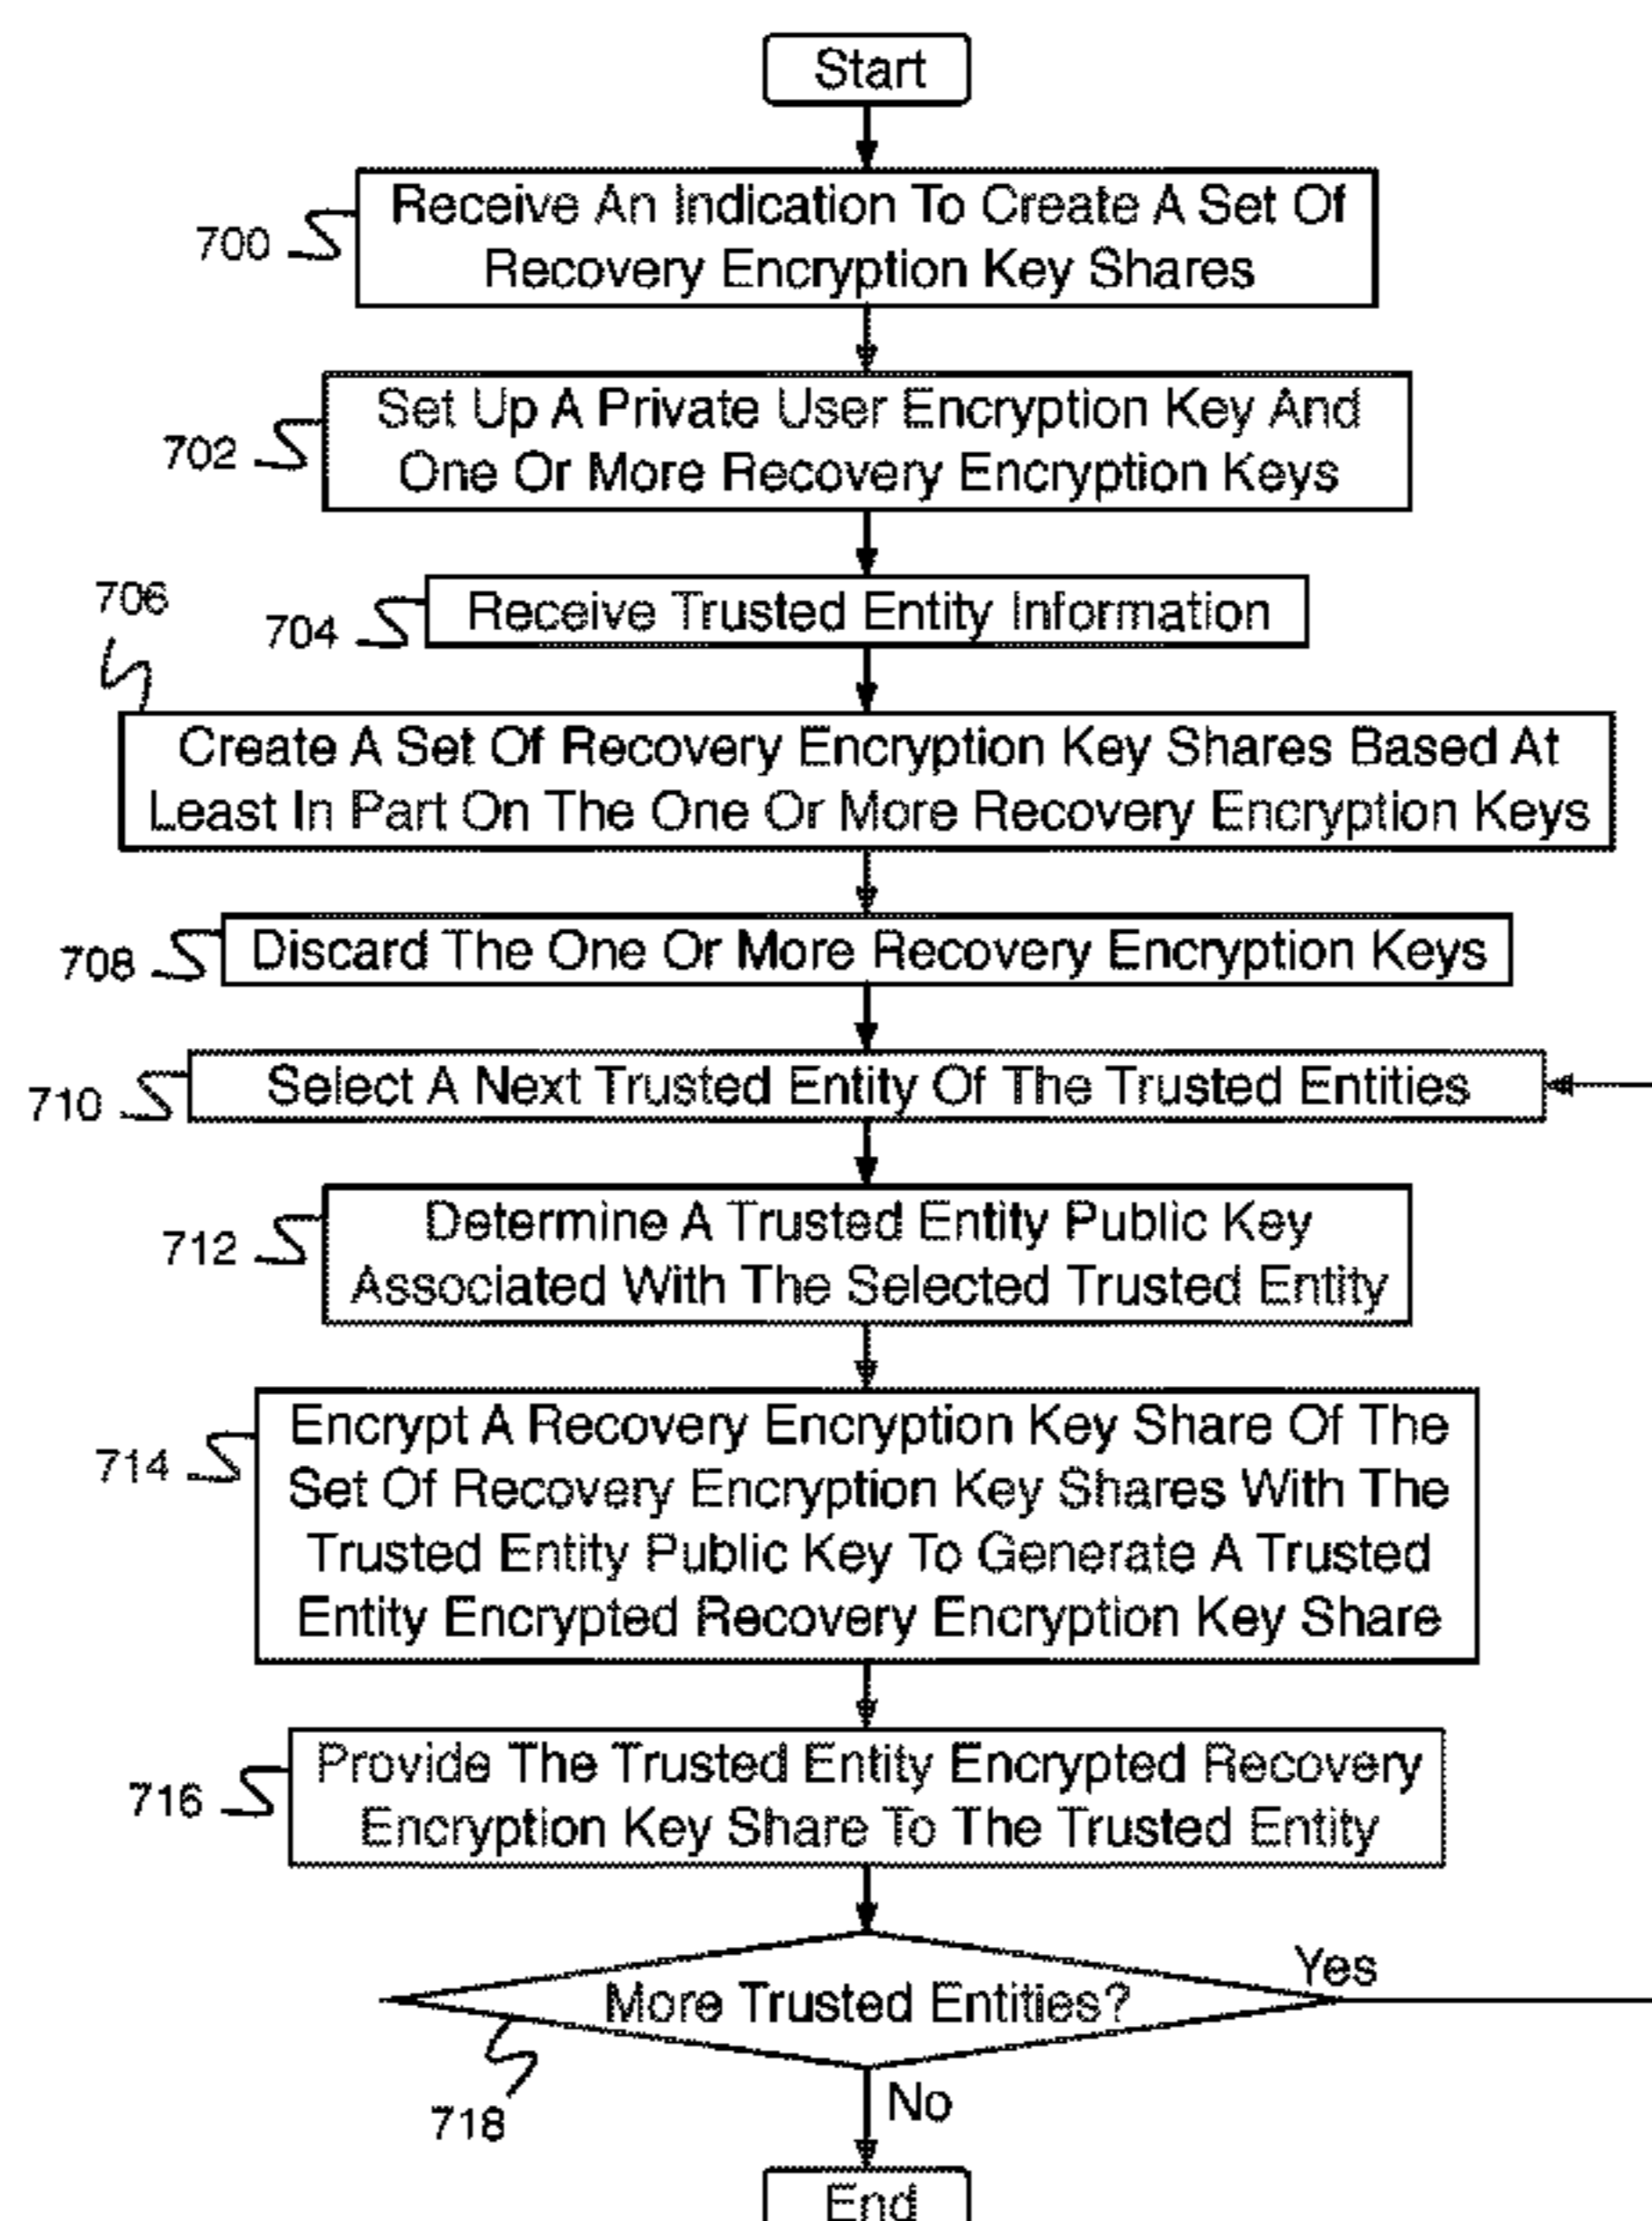 Start
700
Receive An Indication To Create A Set Of
Recovery Encryption Key Shares
702
Set Up A Private User Encryption Key And
One Or More Recovery Encryption Keys
704
Receive Trusted Entity Information
706
Create A Set Of Recovery Encryption Key Shares Based At
Least In Part On The One Or More Recovery Encryption Keys
708
Discard The One Or More Recovery Encryption Keys
710
Select A Next Trusted Entity Of The Trusted Entities
712
Determine A Trusted Entity Public Key
Associated With The Selected Trusted Entity
714
Encrypt A Recovery Encryption Key Share Of The
Set Of Recovery Encryption Key Shares With The
Trusted Entity Public Key To Generate A Trusted
Entity Encrypted Recovery Encryption Key Share
716
Provide The Trusted Entity Encrypted Recovery
Encryption Key Share To The Trusted Entity
718
More Trusted Entities?
Yes
No
End